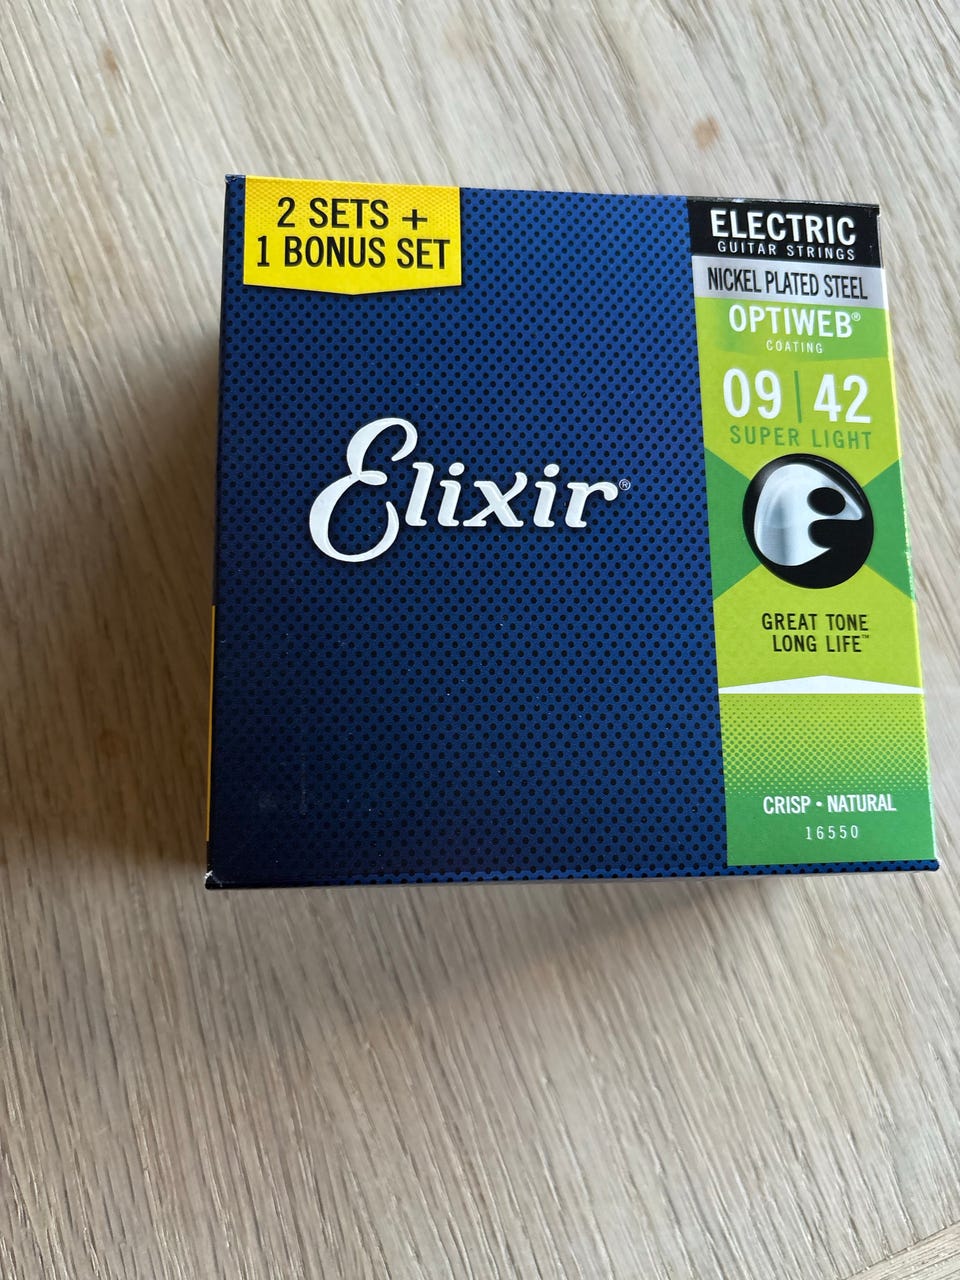 2 SETS +
1 BONUS SET
Elixir®
ELECTRIC
GUITAR STRINGS
NICKEL PLATED STEEL
OPTIWEB®
COATING
09 | 42
SUPER LIGHT
GREAT TONE
LONG LIFE™
CRISP • NATURAL
16550